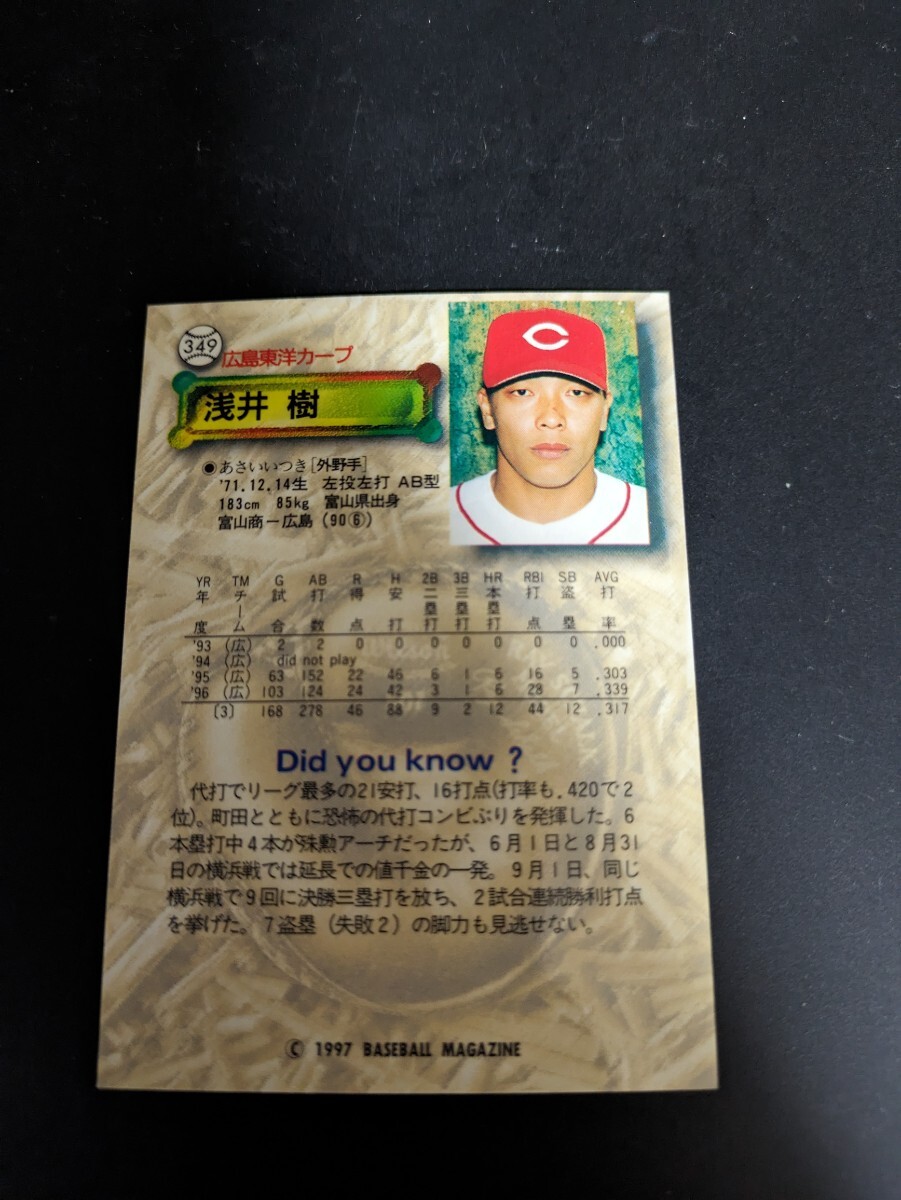 349
広島東洋カープ
浅井 樹
●あさいいつき[外野手]
'71.12.14生 左投左打 AB型
183cm 85kg 富山県出身
富山商ー広島(90⑥)
C
YR TM G AB R H 2B 3B HR RBI SB AVG
年度 チーム 試合 打数 得点 安打 二塁打 三塁打 本塁打 打点 盗塁 打率
'93 (広) 2 2 0 0 0 0 0 0 0 .000
'94 (広) did not play
'95 (広) 63 152 22 46 6 1 6 16 5 .303
'96 (広) 103 124 24 42 3 1 6 28 7 .339
[3] 168 278 46 88 9 2 12 44 12 .317
Did you know ?
代打でリーグ最多の21安打、16打点(打率も.420で2
位)。町田とともに恐怖の代打コンビぶりを発揮した。6
本塁打中4本が殊勲アーチだったが、6月1日と8月31
日の横浜戦では延長での値千金の一発。9月1日、同じ
横浜戦で9回に決勝三塁打を放ち、2試合連続勝利打点
を挙げた。7盗塁(失敗2)の脚力も見逃せない。
© 1997 BASEBALL MAGAZINE